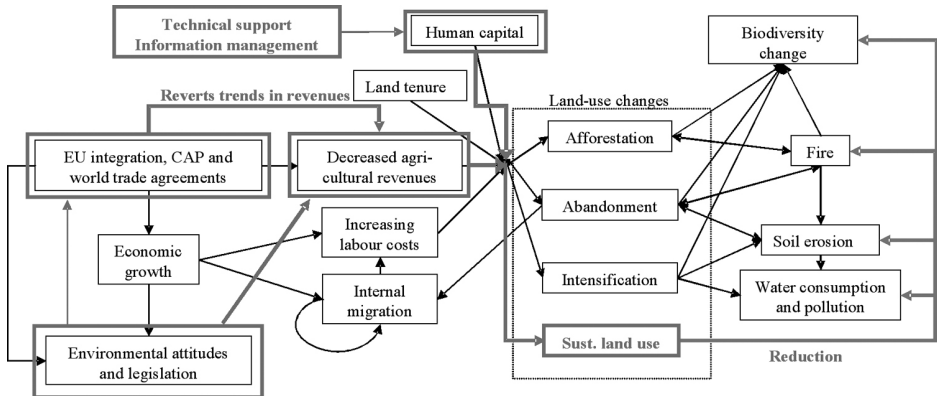 Technical support
Information management
Human capital
Biodiversity
change
Land tenure
Reverts trends in revenues
Land-use changes
Afforestation
EU integration, CAP and
world trade agreements
Decreased agri-
cultural revenues
Fire
Abandonment
Increasing
labour costs
Economic
growth
Soil erosion
Internal
migration
Intensification
Water consumption
and pollution
Environmental attitudes
and legislation
Sust. land use
Reduction